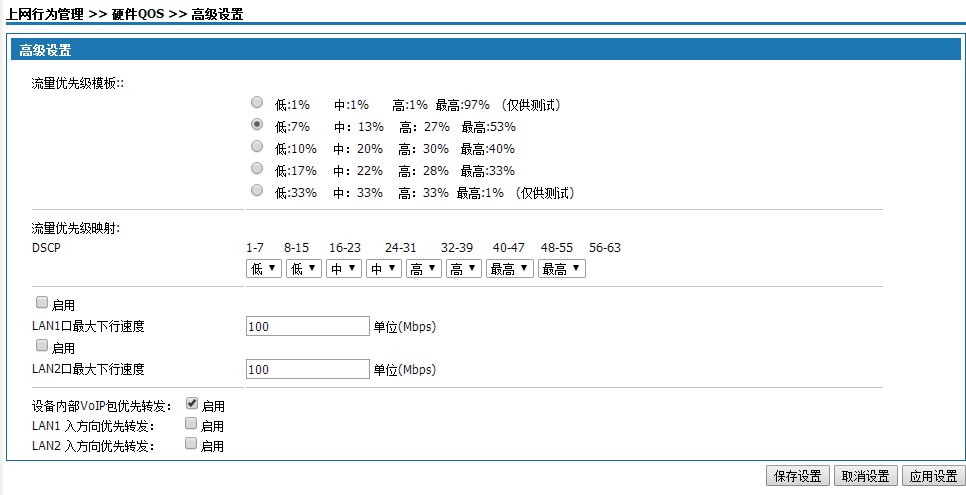 上网行为管理 >> 硬件QOS >> 高级设置
高级设置
流量优先级模板::
低:1% 中:1% 高:1% 最高:97% （仅供测试）
低:7% 中：13% 高：27% 最高:53%
低:10% 中：20% 高：30% 最高:40%
低:17% 中：22% 高：28% 最高:33%
低:33% 中：33% 高：33% 最高:1% （仅供测试）
流量优先级映射:
DSCP 1-7 8-15 16-23 24-31 32-39 40-47 48-55 56-63
低 低 中 中 高 高 最高 最高
启用
LAN1口最大下行速度 100 单位(Mbps)
启用
LAN2口最大下行速度 100 单位(Mbps)
设备内部VoIP包优先转发： 启用
LAN1 入方向优先转发： 启用
LAN2 入方向优先转发： 启用
保存设置 取消设置 应用设置